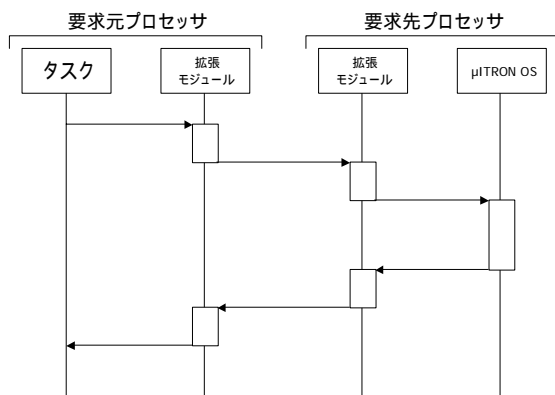 要求元プロセッサ
要求先プロセッサ
タスク
拡張
モジュール
拡張
モジュール
μITRON OS